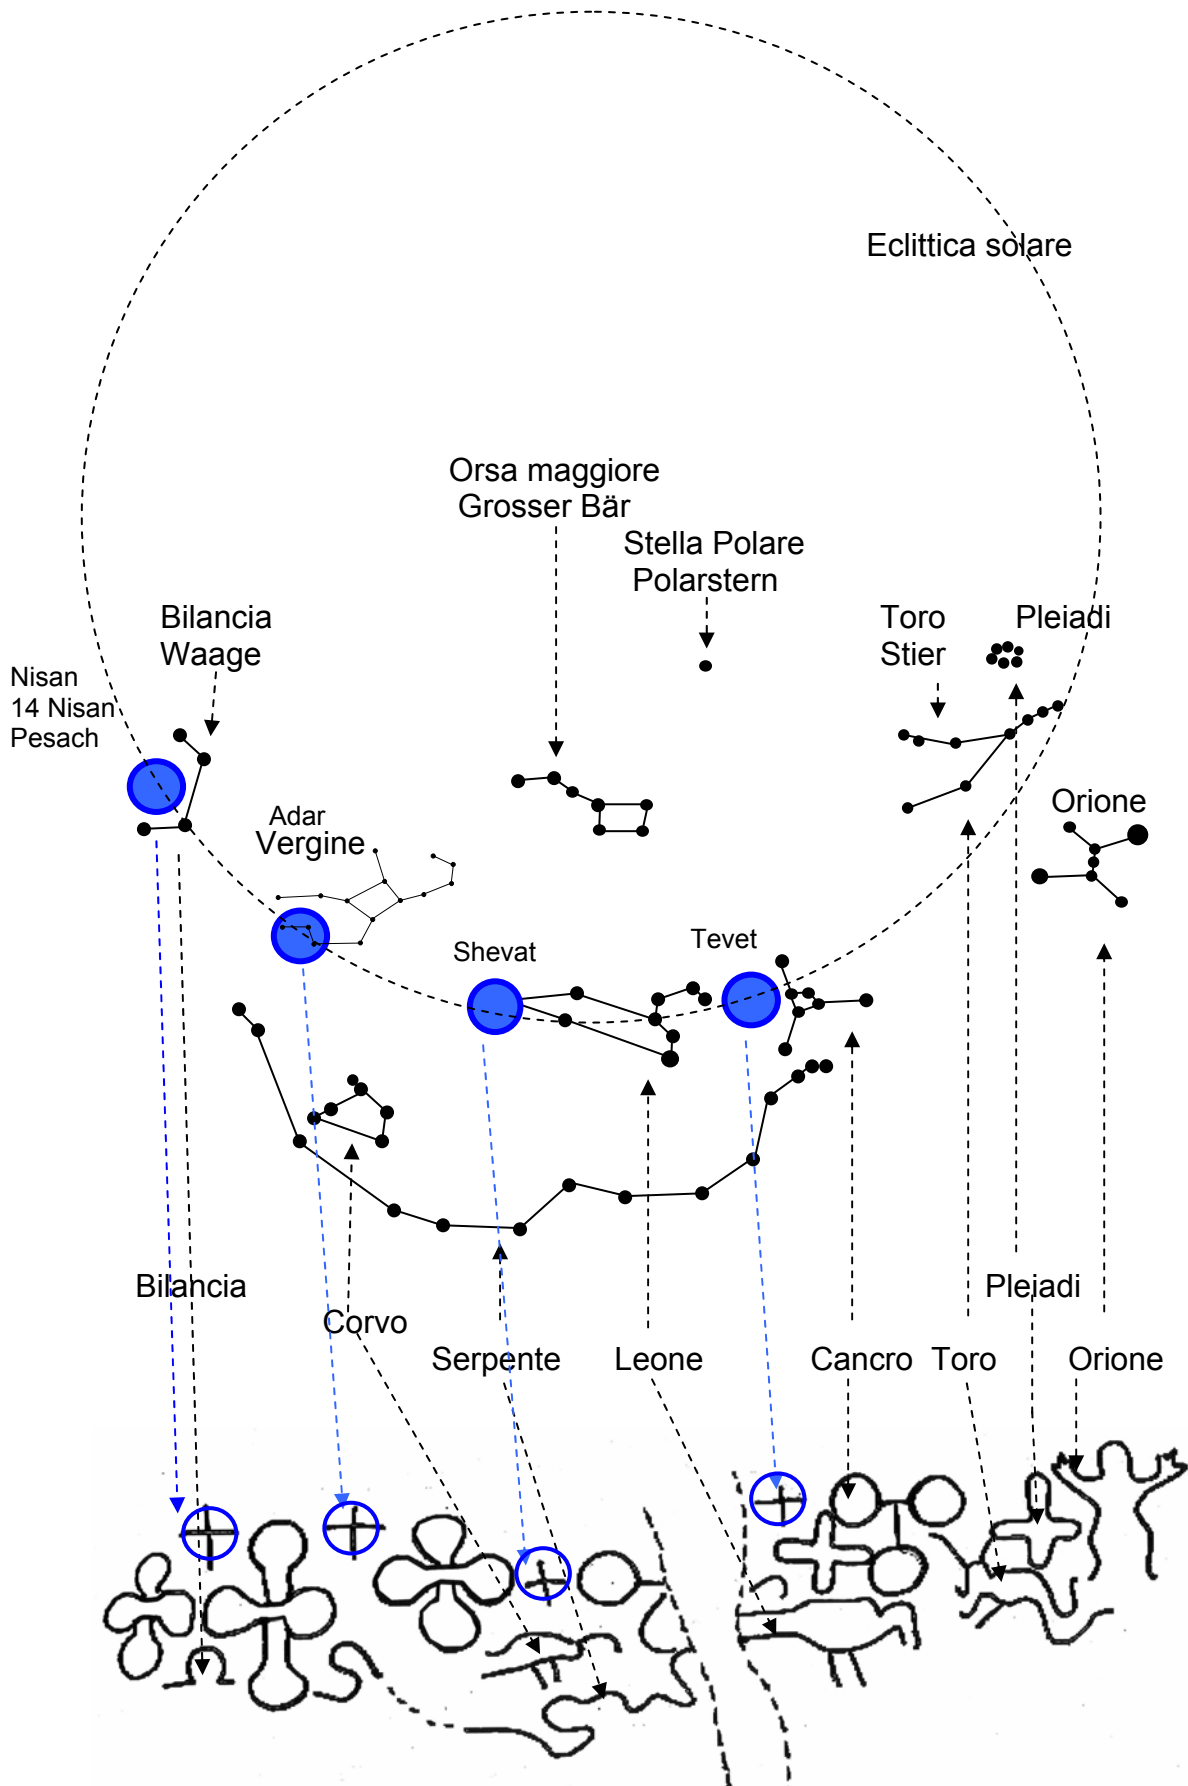 Eclittica solare
Orsa maggiore
Grosser Bär
Stella Polare
Polarstern
Bilancia
Waage
Toro
Stier
Pleiadi
Nisan
14 Nisan
Pesach
Orione
Adar
Vergine
Shevat
Tevet
Bilancia
Pleiadi
Corvo
Serpente
Leone
Cancro
Toro
Orione